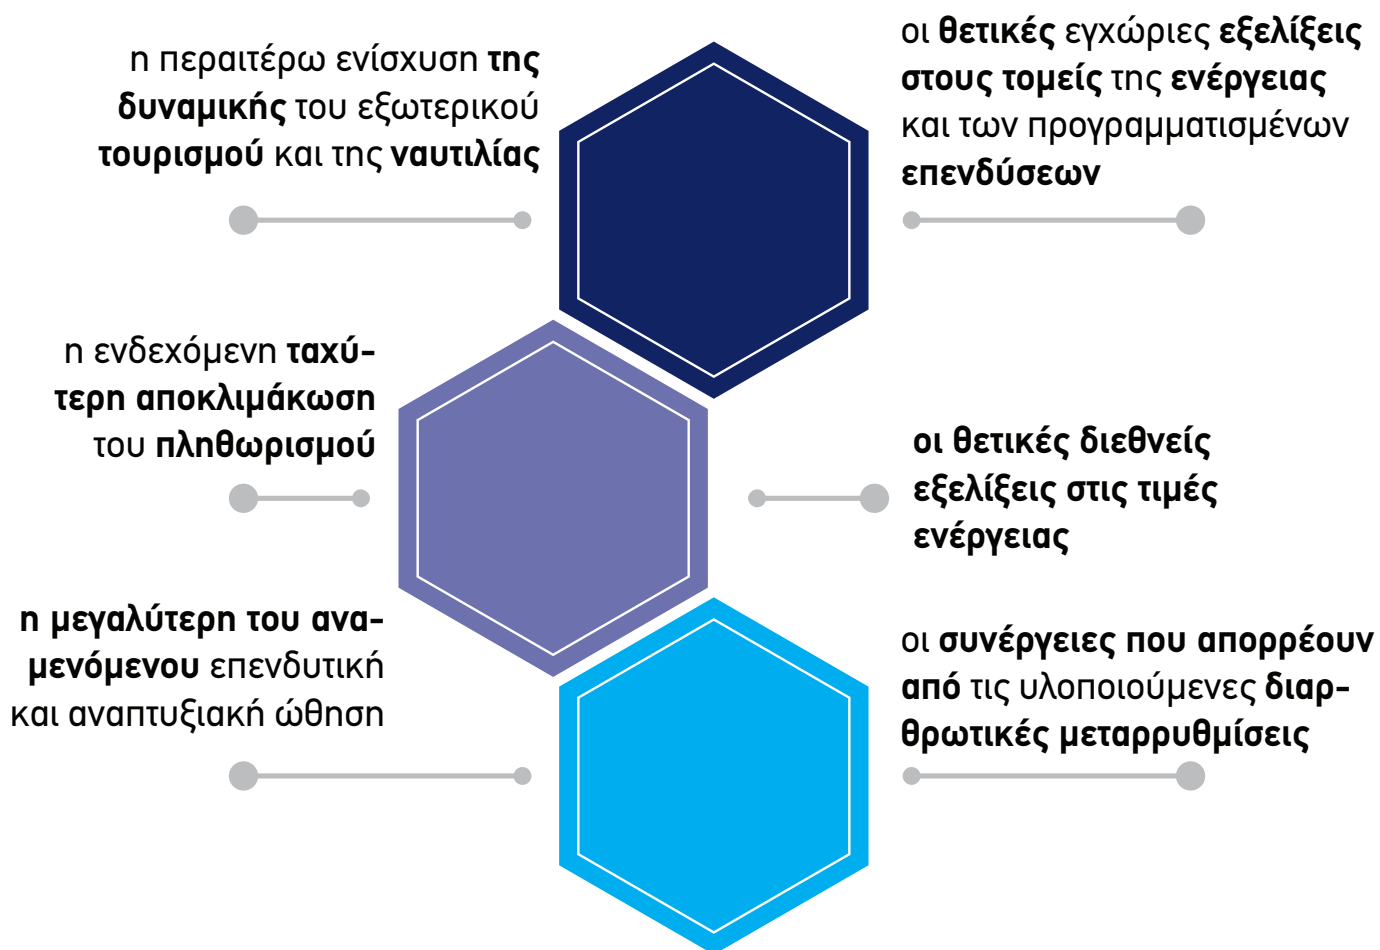 η περαιτέρω ενίσχυση της
δυναμικής του εξωτερικού
τουρισμού και της ναυτιλίας
οι θετικές εγχώριες εξελίξεις
στους τομείς της ενέργειας
και των προγραμματισμένων
επενδύσεων
η ενδεχόμενη ταχύ-
τερη αποκλιμάκωση
του πληθωρισμού
οι θετικές διεθνείς
εξελίξεις στις τιμές
ενέργειας
η μεγαλύτερη του ανα-
μενόμενου επενδυτική
και αναπτυξιακή ώθηση
οι συνέργειες που απορρέουν
από τις υλοποιούμενες διαρ-
θρωτικές μεταρρυθμίσεις